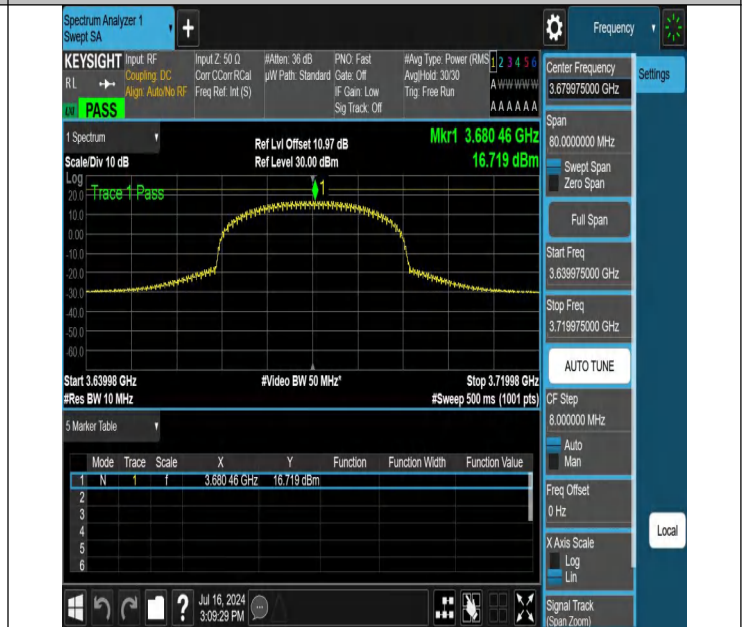 Spectrum Analyzer 1
Swept SA
Frequency
KEYSIGHT
RL
Input: RF
Coupling: DC
Align: Auto/No RF
Input Z: 50 Ω
Corr CCorr RCal
Freq Ref: Int (S)
#Atten: 36 dB
µW Path: Standard
PNO: Fast
Gate: Off
IF Gain: Low
Sig Track: Off
#Avg Type: Power (RMS
Avg|Hold: 30/30
Trig: Free Run
1 2 3 4 5 6
A W W W W W
A A A A A A
LXI
PASS
1 Spectrum
Scale/Div 10 dB
Ref Lvl Offset 10.97 dB
Ref Level 30.00 dBm
Mkr1 3.680 46 GHz
16.719 dBm
Log
Trace 1 Pass
1
20.0
10.0
0.00
-10.0
-20.0
-30.0
-40.0
-50.0
-60.0
Start 3.63998 GHz
#Res BW 10 MHz
#Video BW 50 MHz*
Stop 3.71998 GHz
#Sweep 500 ms (1001 pts)
5 Marker Table
Mode Trace Scale X Y Function Function Width Function Value
1 N 1 f 3.680 46 GHz 16.719 dBm
2
3
4
5
6
Jul 16, 2024
3:09:29 PM
Center Frequency
3.679975000 GHz
Settings
Span
80.0000000 MHz
Swept Span
Zero Span
Full Span
Start Freq
3.639975000 GHz
Stop Freq
3.719975000 GHz
AUTO TUNE
CF Step
8.000000 MHz
Auto
Man
Freq Offset
0 Hz
Local
X Axis Scale
Log
Lin
Signal Track
(Span Zoom)